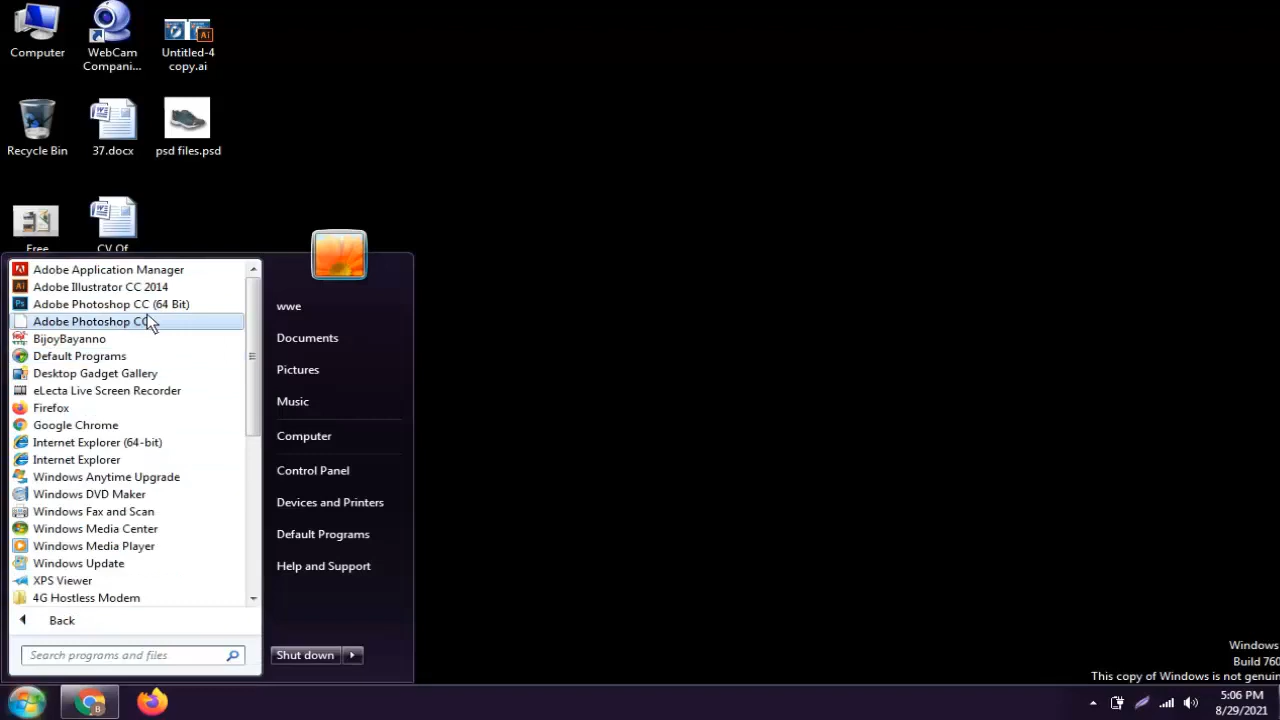 Computer
WebCam
Compani...
Untitled-4
copy.ai
Recycle Bin
37.docx
psd files.psd
Free
CV Of
Adobe Application Manager
Adobe Illustrator CC 2014
Adobe Photoshop CC (64 Bit)
Adobe Photoshop CC
BijoyBayanno
Default Programs
Desktop Gadget Gallery
eLecta Live Screen Recorder
Firefox
Google Chrome
Internet Explorer (64-bit)
Internet Explorer
Windows Anytime Upgrade
Windows DVD Maker
Windows Fax and Scan
Windows Media Center
Windows Media Player
Windows Update
XPS Viewer
4G Hostless Modem
Back
Search programs and files
wwe
Documents
Pictures
Music
Computer
Control Panel
Devices and Printers
Default Programs
Help and Support
Shut down
Windows
Build 760
This copy of Windows is not genuin
5:06 PM
8/29/2021